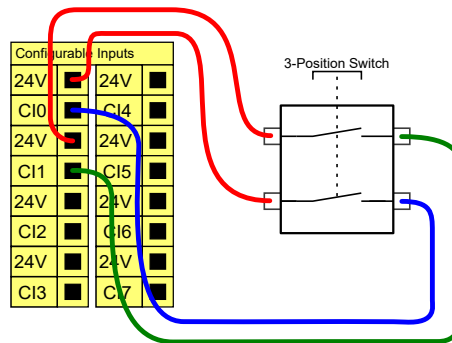 3-Position Switch
Configurable Inputs
24V 24V
CI0 CI4
24V 24V
CI1 CI5
24V 24V
CI2 CI6
24V 24V
CI3 CI7